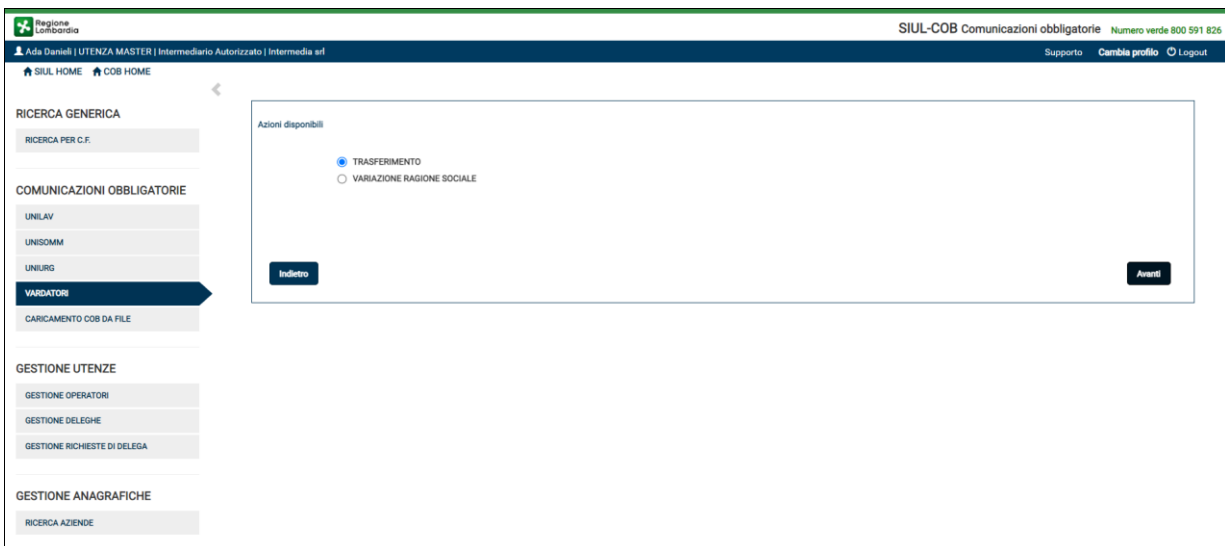 Regione
Lombardia
SIUL-COB Comunicazioni obbligatorie Numero verde 800 591 826
Ada Danieli | UTENZA MASTER | Intermediario Autorizzato | Intermedia srl
Supporto Cambia profilo Logout
SIUL HOME COB HOME
RICERCA GENERICA
RICERCA PER C.F.
COMUNICAZIONI OBBLIGATORIE
UNILAV
UNISOMM
UNIURG
VARDATORI
CARICAMENTO COB DA FILE
GESTIONE UTENZE
GESTIONE OPERATORI
GESTIONE DELEGHE
GESTIONE RICHIESTE DI DELEGA
GESTIONE ANAGRAFICHE
RICERCA AZIENDE
Azioni disponibili
TRASFERIMENTO
VARIAZIONE RAGIONE SOCIALE
Indietro
Avanti